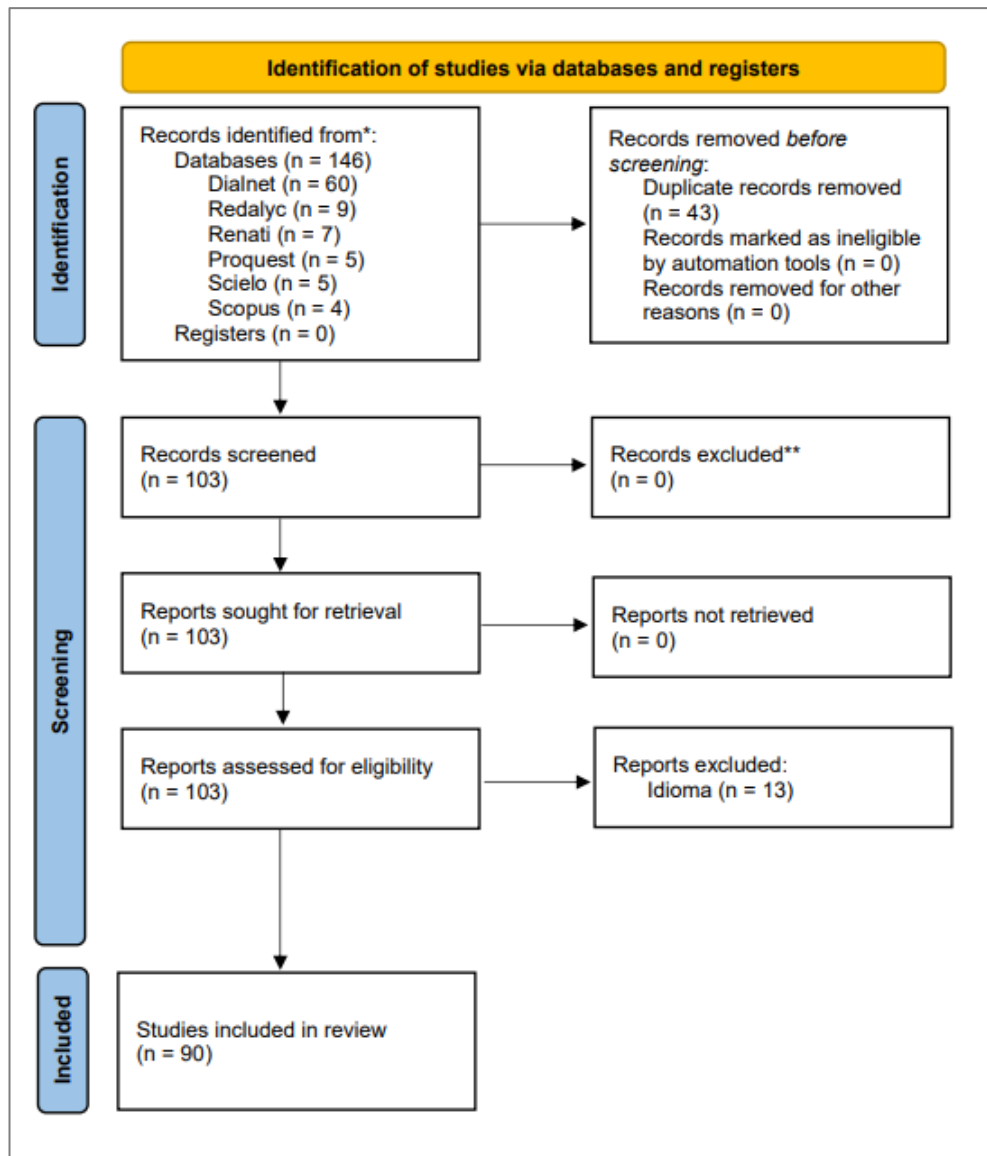 Identification of studies via databases and registers
Identification
Records identified from*:
Databases (n = 146)
Dialnet (n = 60)
Redalyc (n = 9)
Renati (n = 7)
Proquest (n = 5)
Scielo (n = 5)
Scopus (n = 4)
Registers (n = 0)
Records removed before
screening:
Duplicate records removed
(n = 43)
Records marked as ineligible
by automation tools (n = 0)
Records removed for other
reasons (n = 0)
Screening
Records screened
(n = 103)
Records excluded**
(n = 0)
Reports sought for retrieval
(n = 103)
Reports not retrieved
(n = 0)
Reports assessed for eligibility
(n = 103)
Reports excluded:
Idioma (n = 13)
Included
Studies included in review
(n = 90)